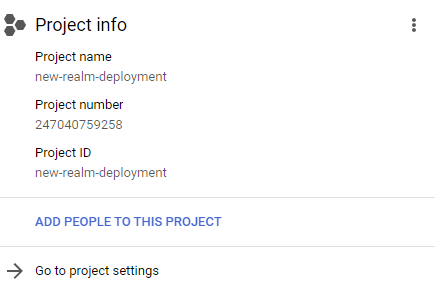 Project info
Project name
new-realm-deployment
Project number
247040759258
Project ID
new-realm-deployment
ADD PEOPLE TO THIS PROJECT
Go to project settings